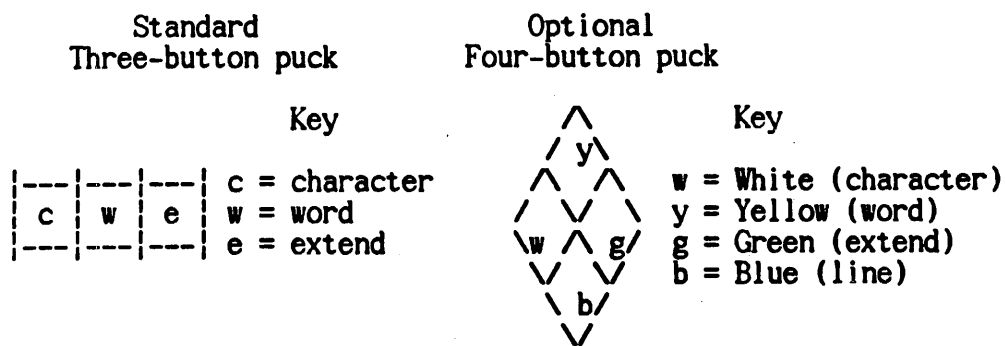 Standard
Three-button puck
Key
c w e
c = character
w = word
e = extend
Optional
Four-button puck
Key
y
w g
b
w = White (character)
y = Yellow (word)
g = Green (extend)
b = Blue (line)